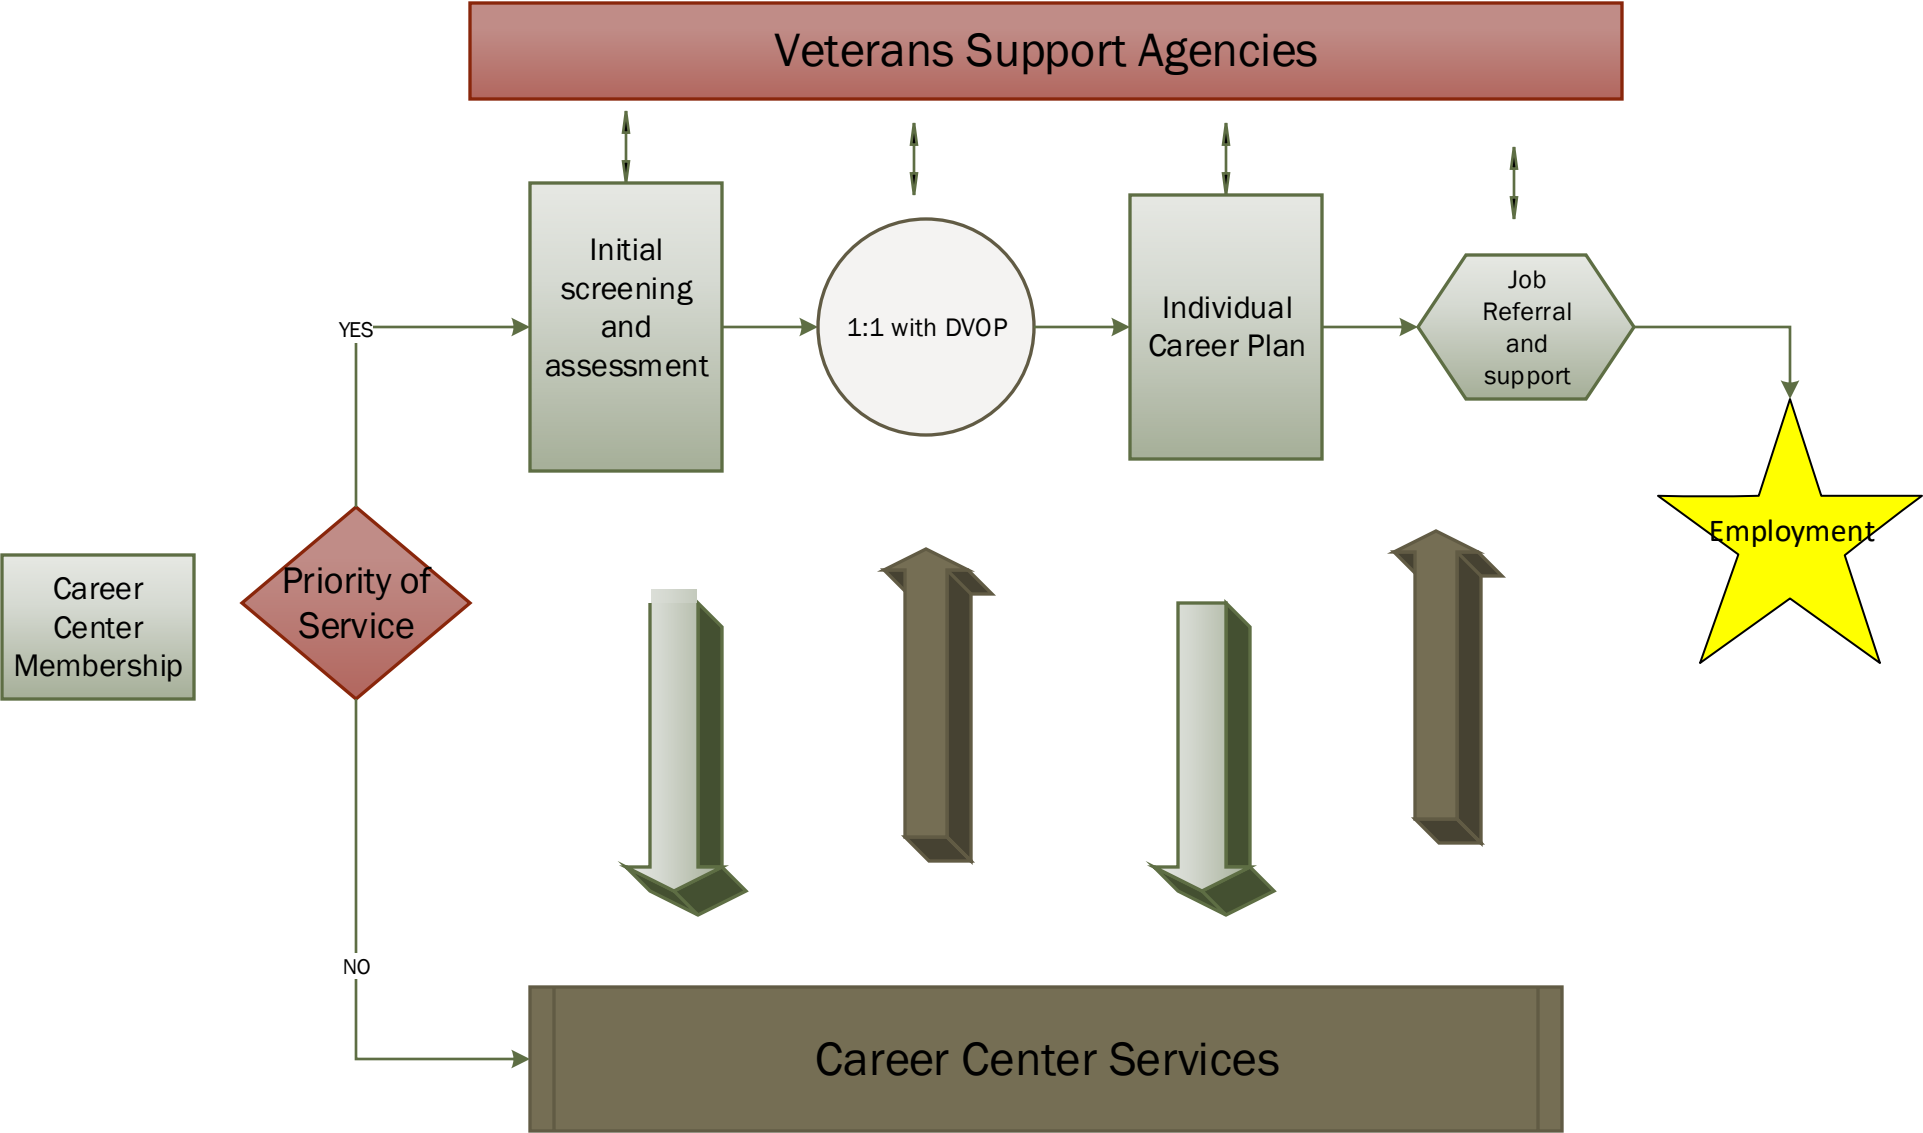 Veterans Support Agencies
Initial
screening
and
assessment
1:1 with DVOP
Individual
Career Plan
Job
Referral
and
support
YES
Employment
Career
Center
Membership
Priority of
Service
NO
Career Center Services